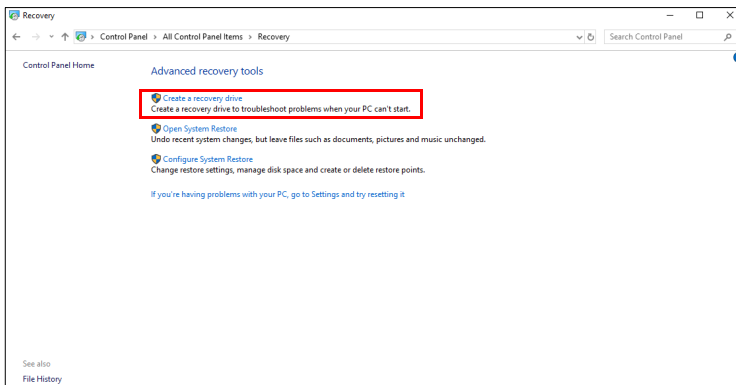 Recovery
Control Panel > All Control Panel Items > Recovery
Search Control Panel
Control Panel Home
Advanced recovery tools
Create a recovery drive
Create a recovery drive to troubleshoot problems when your PC can't start.
Open System Restore
Undo recent system changes, but leave files such as documents, pictures and music unchanged.
Configure System Restore
Change restore settings, manage disk space and create or delete restore points.
If you're having problems with your PC, go to Settings and try resetting it
See also
File History